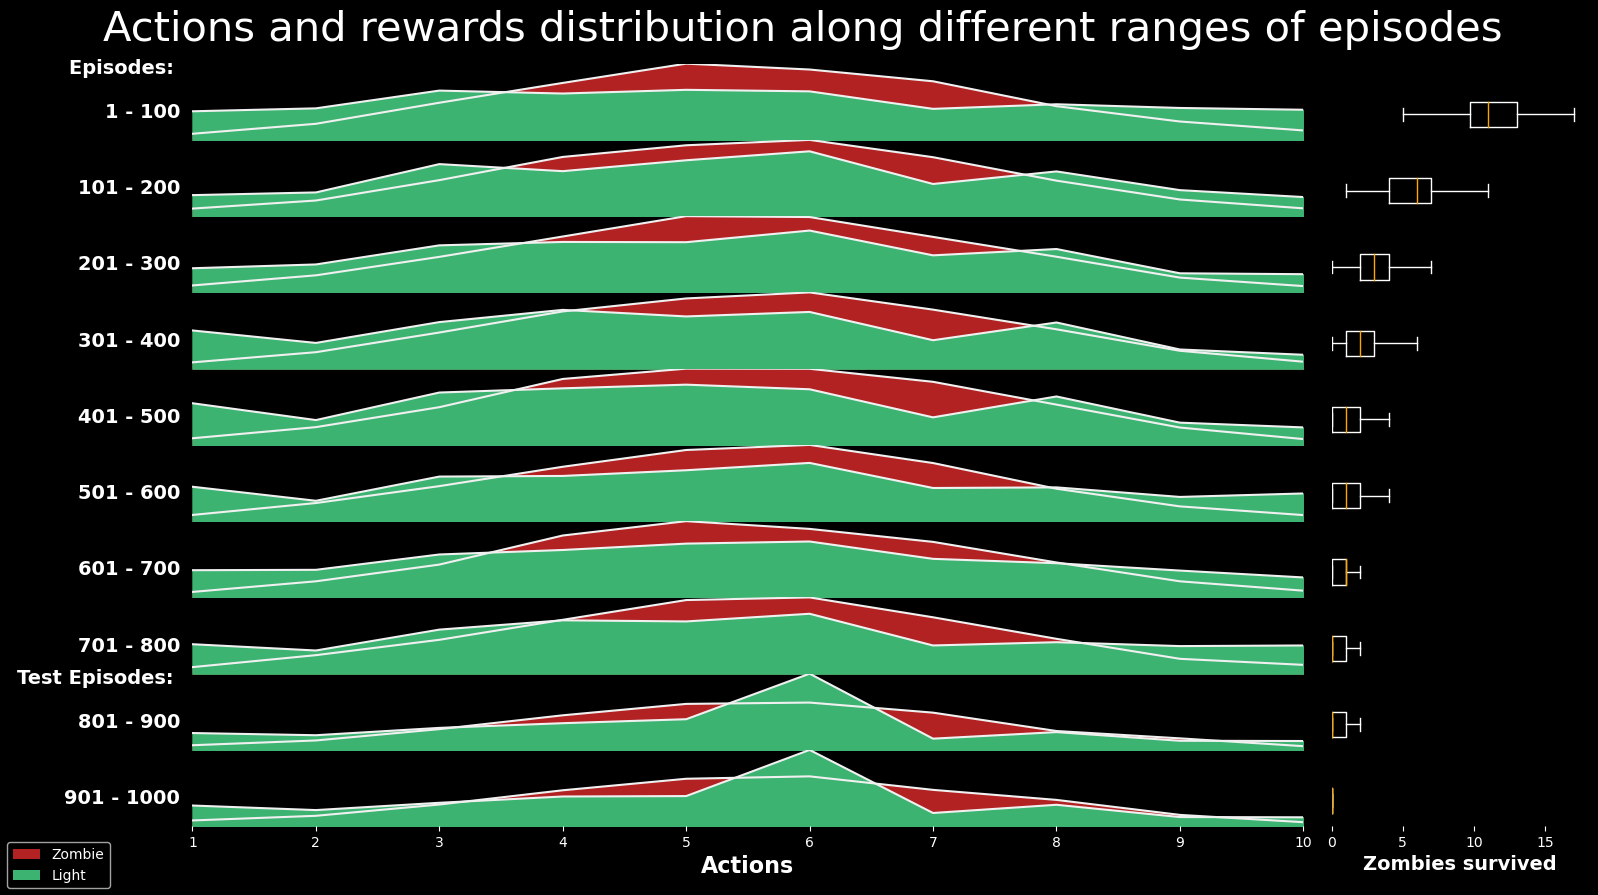 Actions and rewards distribution along different ranges of episodes
Episodes:
1 - 100
101 - 200
201 - 300
301 - 400
401 - 500
501 - 600
601 - 700
701 - 800
Test Episodes:
801 - 900
901 - 1000
1 2 3 4 5 6 7 8 9 10
0 5 10 15
Actions
Zombies survived
Zombie
Light